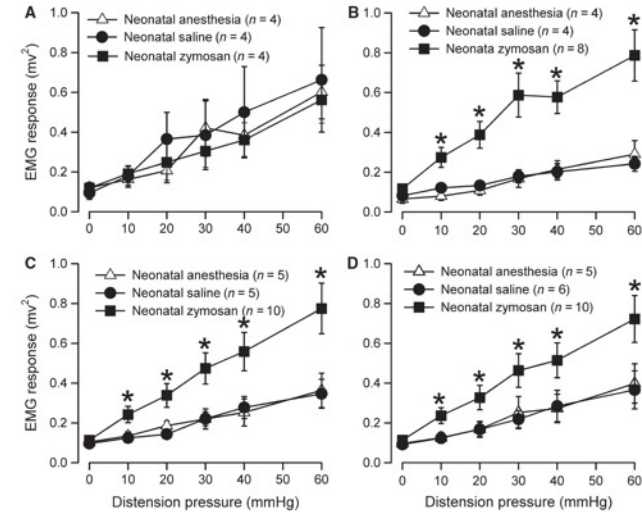 A
Neonatal anesthesia (n = 4)
Neonatal saline (n = 4)
Neonatal zymosan (n = 4)
EMG response (mv²)
1.0
0.8
0.6
0.4
0.2
0.0
0 10 20 30 40 50 60
B
Neonatal anesthesia (n = 4)
Neonatal saline (n = 4)
Neonata zymosan (n = 8)
* * * * *
1.0
0.8
0.6
0.4
0.2
0.0
0 10 20 30 40 50 60
C
Neonatal anesthesia (n = 5)
Neonatal saline (n = 5)
Neonatal zymosan (n = 10)
* * * * *
EMG response (mv²)
1.0
0.8
0.6
0.4
0.2
0.0
0 10 20 30 40 50 60
Distension pressure (mmHg)
D
Neonatal anesthesia (n = 5)
Neonatal saline (n = 6)
Neonatal zymosan (n = 10)
* * * * *
1.0
0.8
0.6
0.4
0.2
0.0
0 10 20 30 40 50 60
Distension pressure (mmHg)